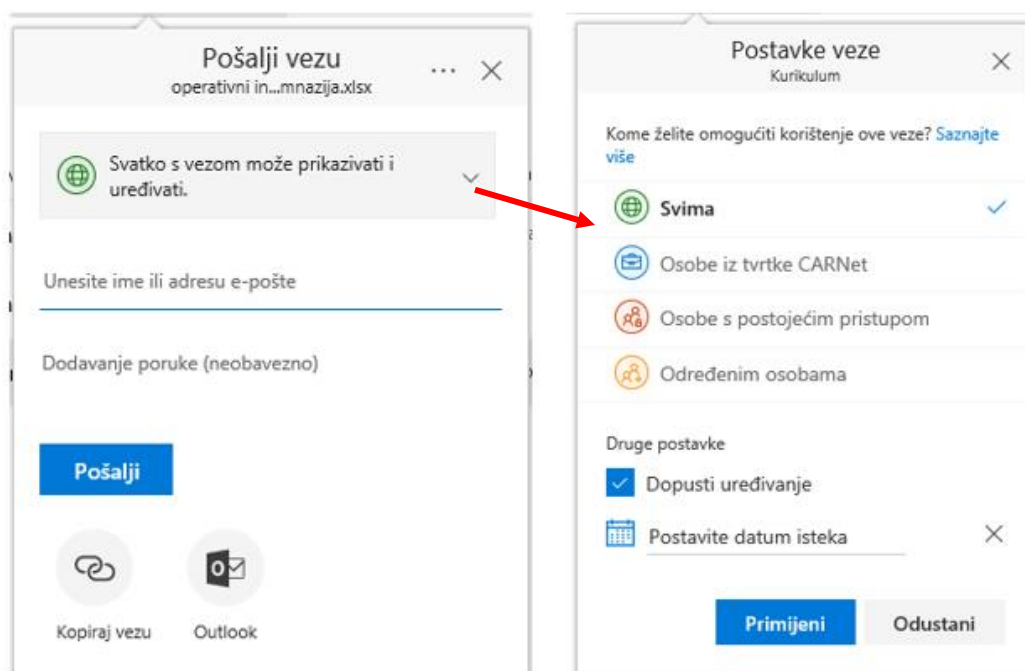 Pošalji vezu
operativni in...mnazija.xlsx
Svatko s vezom može prikazivati i
uređivati.
Unesite ime ili adresu e-pošte
Dodavanje poruke (neobavezno)
Pošalji
Kopiraj vezu
Outlook
Postavke veze
Kurikulum
Kome želite omogućiti korištenje ove veze? Saznajte
više
Svima
Osobe iz tvrtke CARNet
Osobe s postojećim pristupom
Određenim osobama
Druge postavke
Dopusti uređivanje
Postavite datum isteka
Primijeni
Odustani